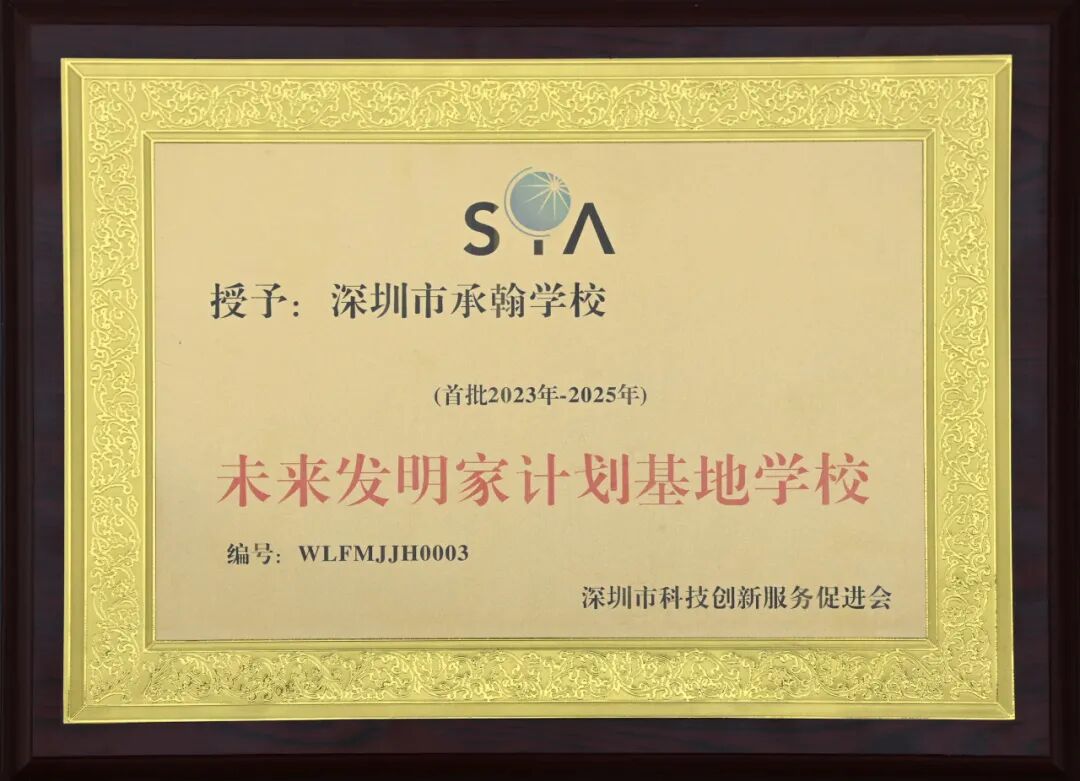 SIA
授予：深圳市承翰学校
(首批2023年-2025年)
未来发明家计划基地学校
编号：WLFMJJH0003
深圳市科技创新服务促进会